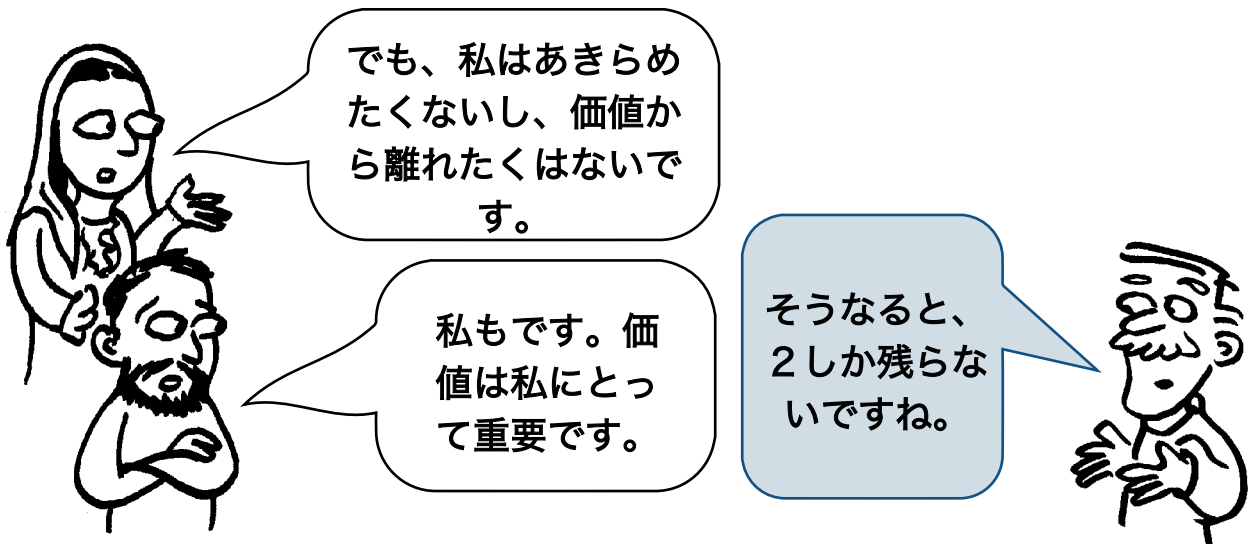 でも、私はあきらめ
たくないし、価値か
ら離れたくはないで
す。
私もです。価
値は私にとっ
て重要です。
そうなると、
２しか残らな
いですね。